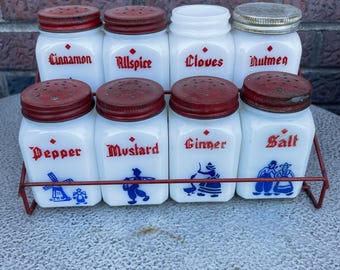 Cinnamon Allspice Cloves Nutmeg
Pepper Mustard Ginger Salt